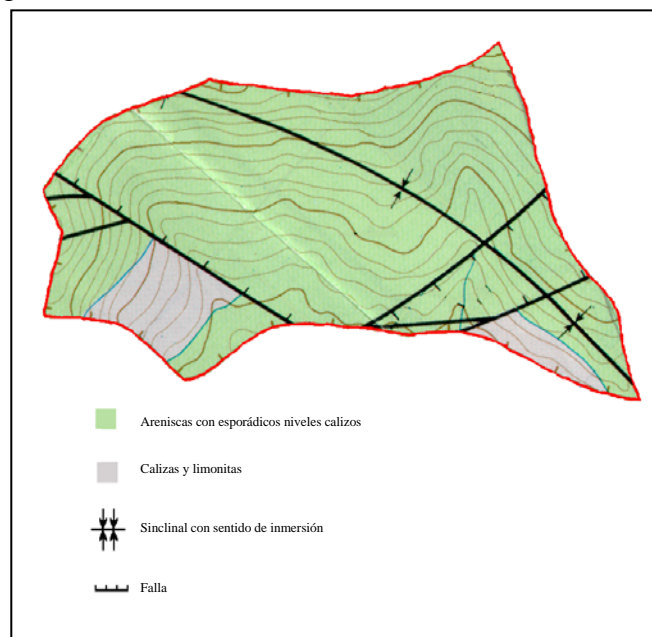 Areniscas con esporádicos niveles calizos
Calizas y limonitas
Sinclinal con sentido de inmersión
Falla